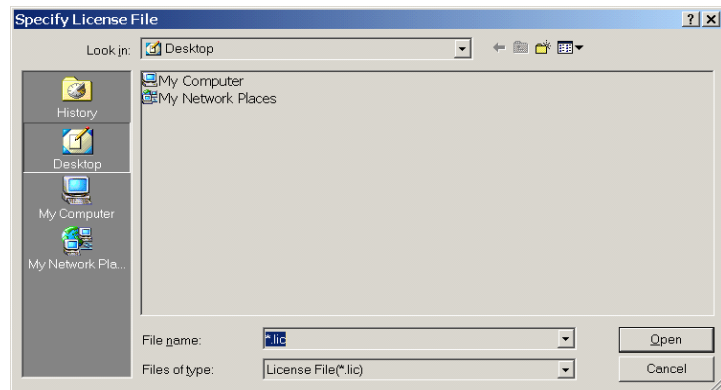 Specify License File
Look in: Desktop
My Computer
My Network Places
History
Desktop
My Computer
My Network Pla...
File name: *.lic Open
Files of type: License File(*.lic) Cancel